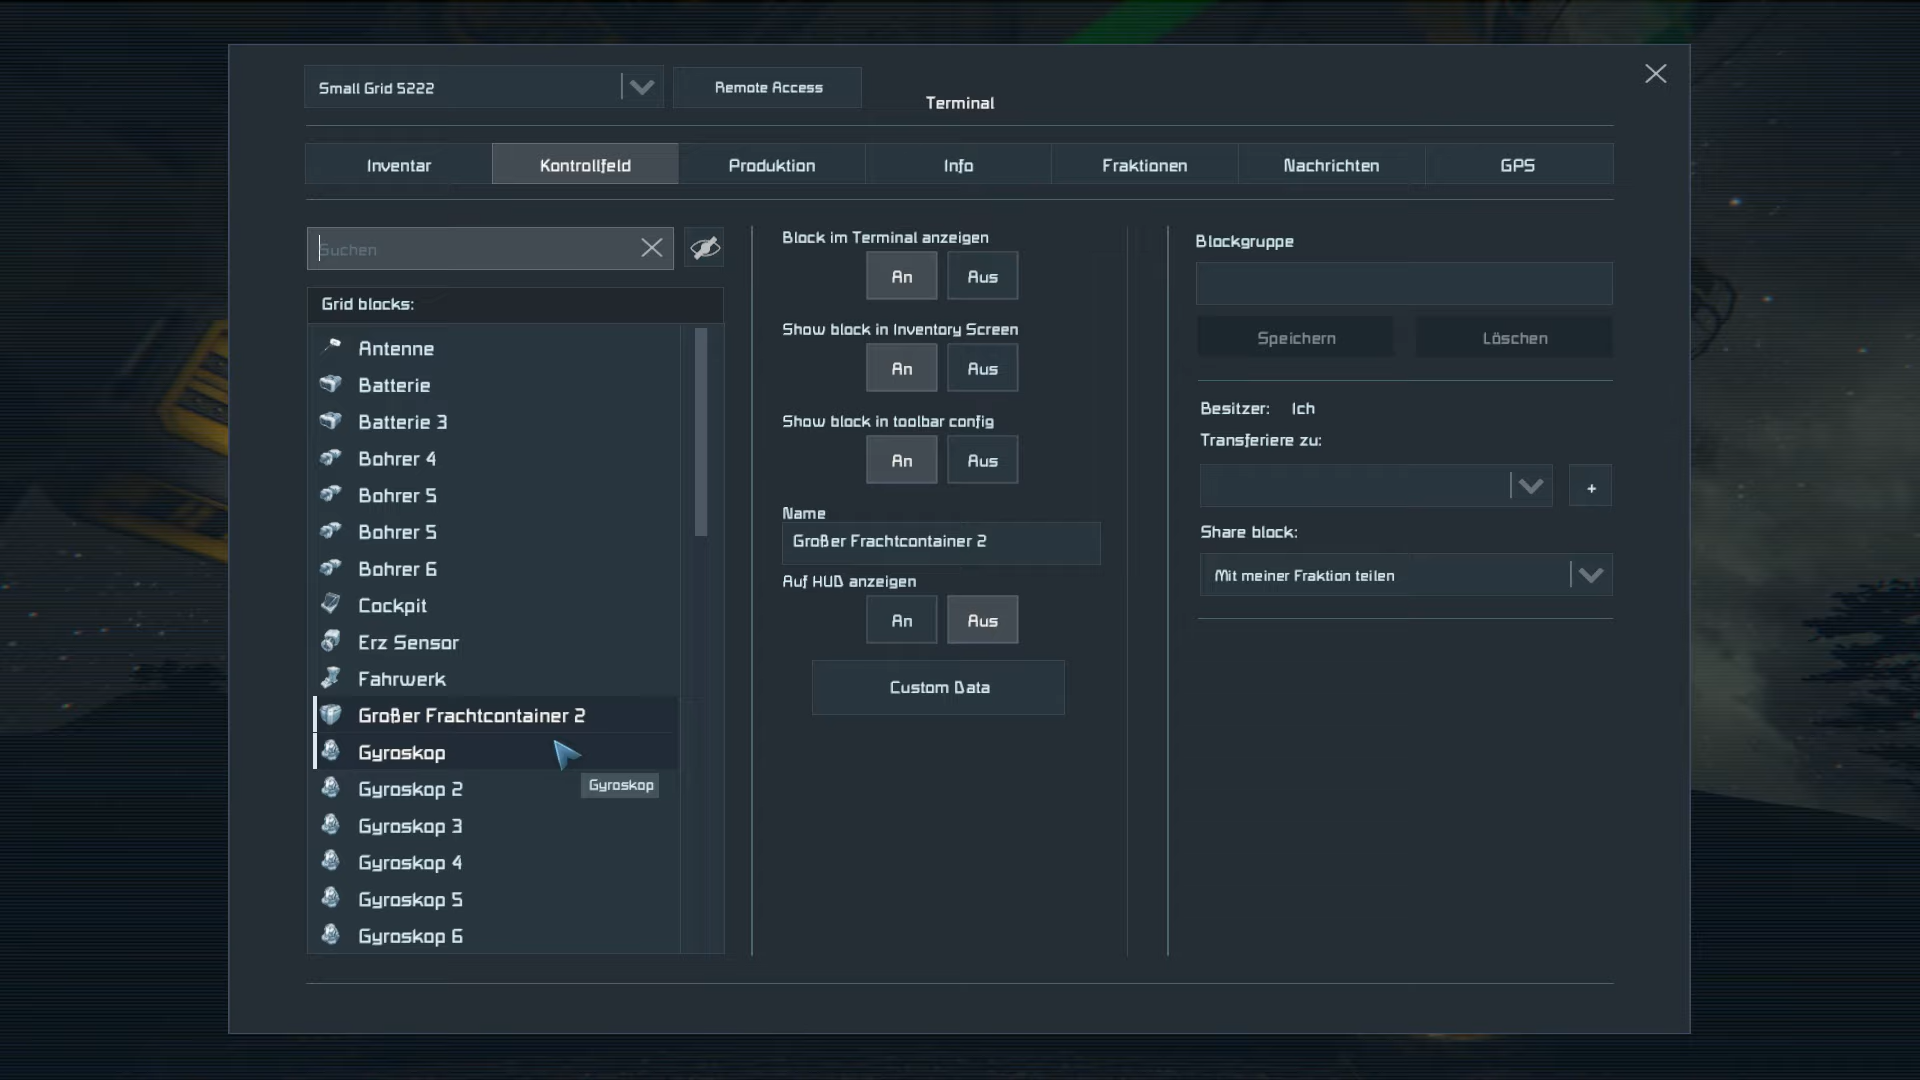 Small Grid 5222
Remote Access
Terminal
Inventar
Kontrollfeld
Produktion
Info
Fraktionen
Nachrichten
GPS
Suchen
Grid blocks:
Antenne
Batterie
Batterie 3
Bohrer 4
Bohrer 5
Bohrer 5
Bohrer 6
Cockpit
Erz Sensor
Fahrwerk
Großer Frachtcontainer 2
Gyroskop
Gyroskop
Gyroskop 2
Gyroskop 3
Gyroskop 4
Gyroskop 5
Gyroskop 6
Block im Terminal anzeigen
An Aus
Show block in Inventory Screen
An Aus
Show block in toolbar config
An Aus
Name
Großer Frachtcontainer 2
Auf HUD anzeigen
An Aus
Custom Data
Blockgruppe
Speichern Löschen
Besitzer: Ich
Transferiere zu:
+
Share block:
Mit meiner Fraktion teilen